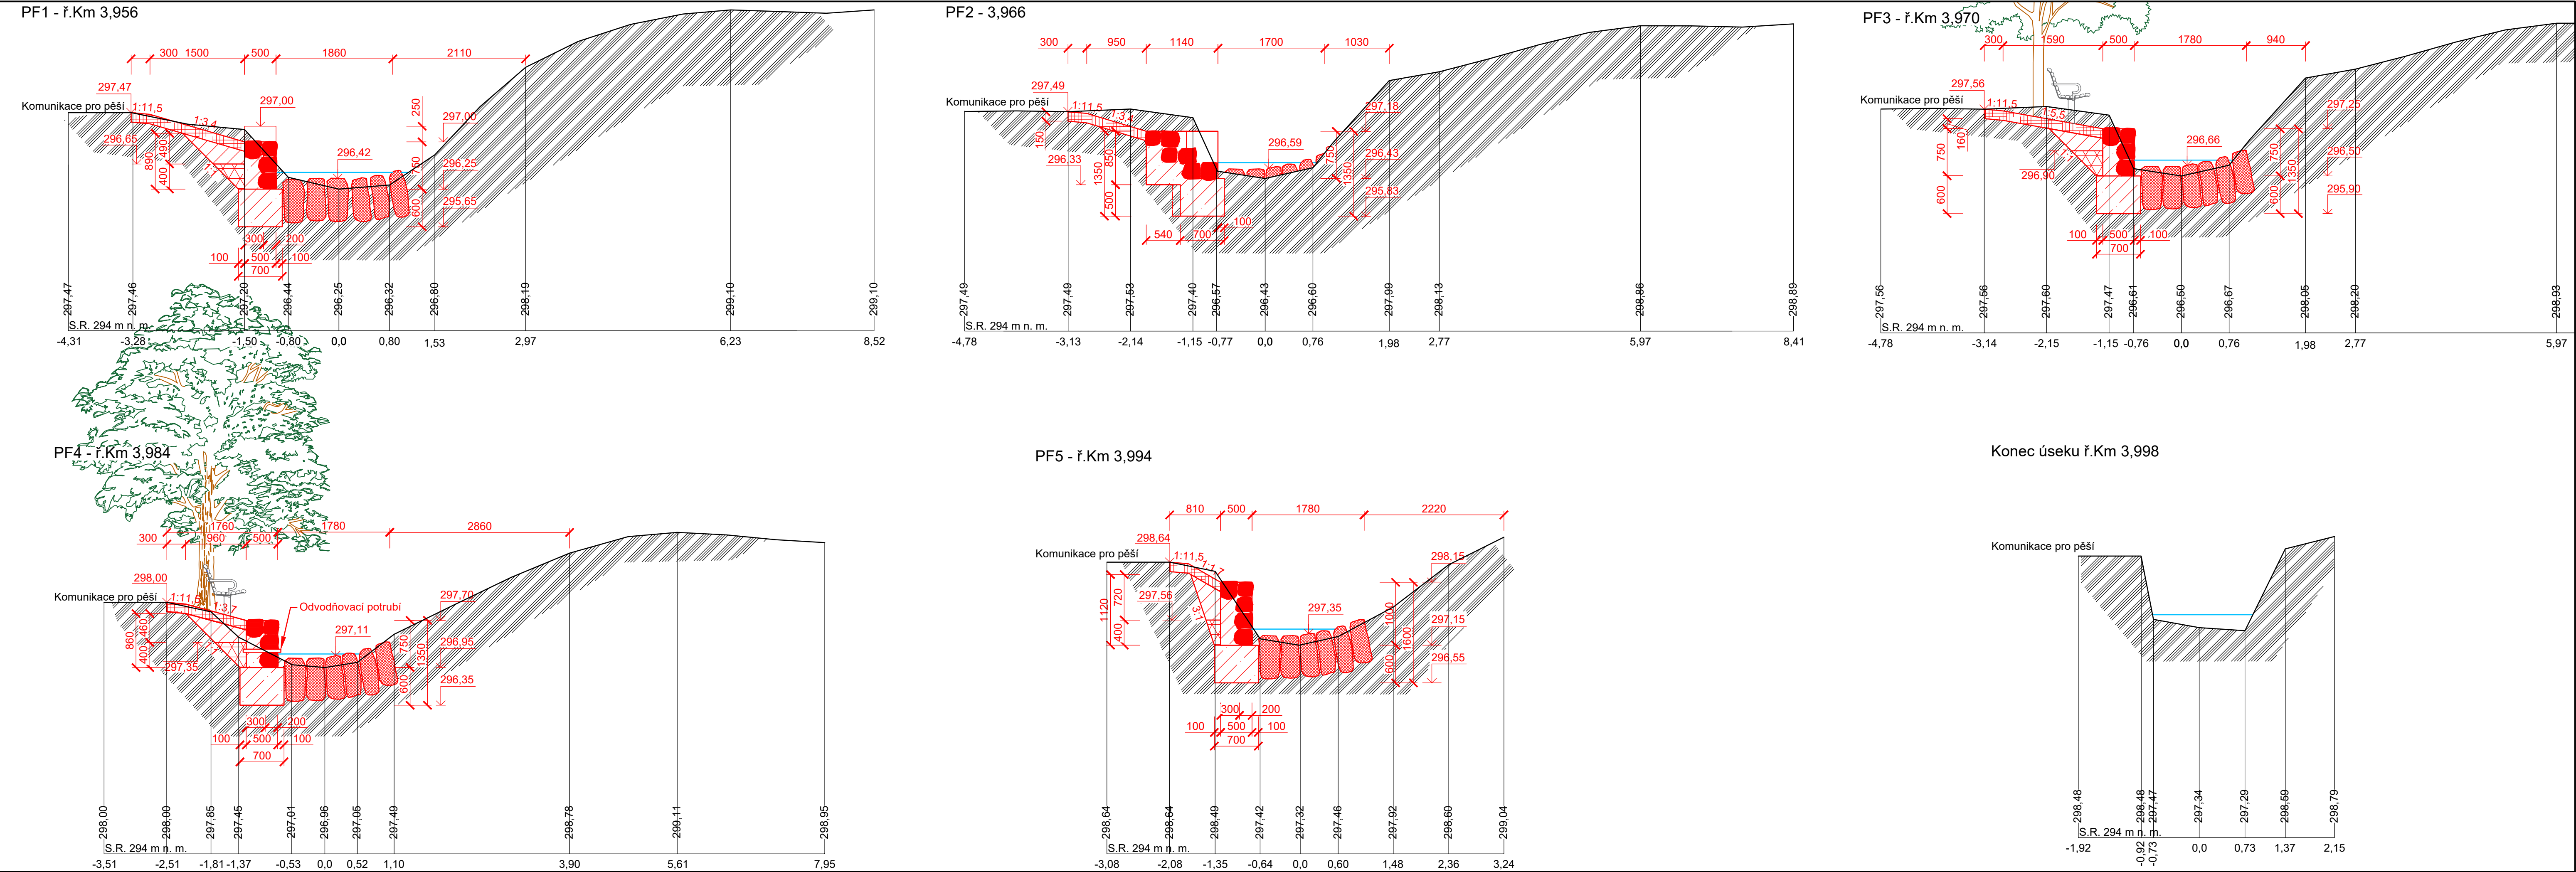 PF1 - ř.Km 3,956
300 1500 500 1860 2110
297,47
297,00
Komunikace pro pěší
1:11,5
1:3,4
250
297,00
296,65
490
890
400
296,42
750
296,25
600
295,65
300 200
100 500 100
700
297,47 297,46 297,20 296,44 296,25 296,32 296,80 298,19 299,10 299,10
S.R. 294 m n. m.
-4,31 -3,28 -1,50 -0,80 0,0 0,80 1,53 2,97 6,23 8,52
PF2 - 3,966
300 950 1140 1700 1030
297,49
Komunikace pro pěší
1:11,5
1:3,4
297,18
150
296,33
850
1350
500
296,59
750
1350
296,43
295,83
100
540 700
297,49 297,49 297,53 297,40 296,57 296,43 296,60 297,99 298,13 298,86 298,89
S.R. 294 m n. m.
-4,78 -3,13 -2,14 -1,15 -0,77 0,0 0,76 1,98 2,77 5,97 8,41
PF3 - ř.Km 3,970
300 1590 500 1780 940
297,56
Komunikace pro pěší
1:11,5
1:5,5
297,25
160
750
600
1:1
296,90
296,66
750
1350
600
296,50
295,90
100 500 100
700
297,56 297,56 297,60 297,47 296,61 296,50 296,67 298,05 298,20 298,93
S.R. 294 m n. m.
-4,78 -3,14 -2,15 -1,15 -0,76 0,0 0,76 1,98 2,77 5,97
PF4 - ř.Km 3,984
1760 1780 2860
300 960 500
298,00
Komunikace pro pěší
1:11,5
1:3,7
Odvodňovací potrubí
297,70
460
860
400
297,35
297,11
750
1350
600
296,95
296,35
300 200
100 500 100
700
298,00 298,00 297,85 297,45 297,01 296,96 297,05 297,49 298,78 299,11 298,95
S.R. 294 m n. m.
-3,51 -2,51 -1,81 -1,37 -0,53 0,0 0,52 1,10 3,90 5,61 7,95
PF5 - ř.Km 3,994
810 500 1780 2220
298,64
Komunikace pro pěší
1:11,5
1:1,7
298,15
720
1120
400
297,56
3:1
297,35
1000
1600
600
297,15
296,55
300 200
100 500 100
700
298,64 298,64 298,49 297,42 297,32 297,46 297,92 298,60 299,04
S.R. 294 m n. m.
-3,08 -2,08 -1,35 -0,64 0,0 0,60 1,48 2,36 3,24
Konec úseku ř.Km 3,998
Komunikace pro pěší
298,48 298,48 297,47 297,34 297,29 298,59 298,79
S.R. 294 m n. m.
-1,92 -0,92 -0,73 0,0 0,73 1,37 2,15